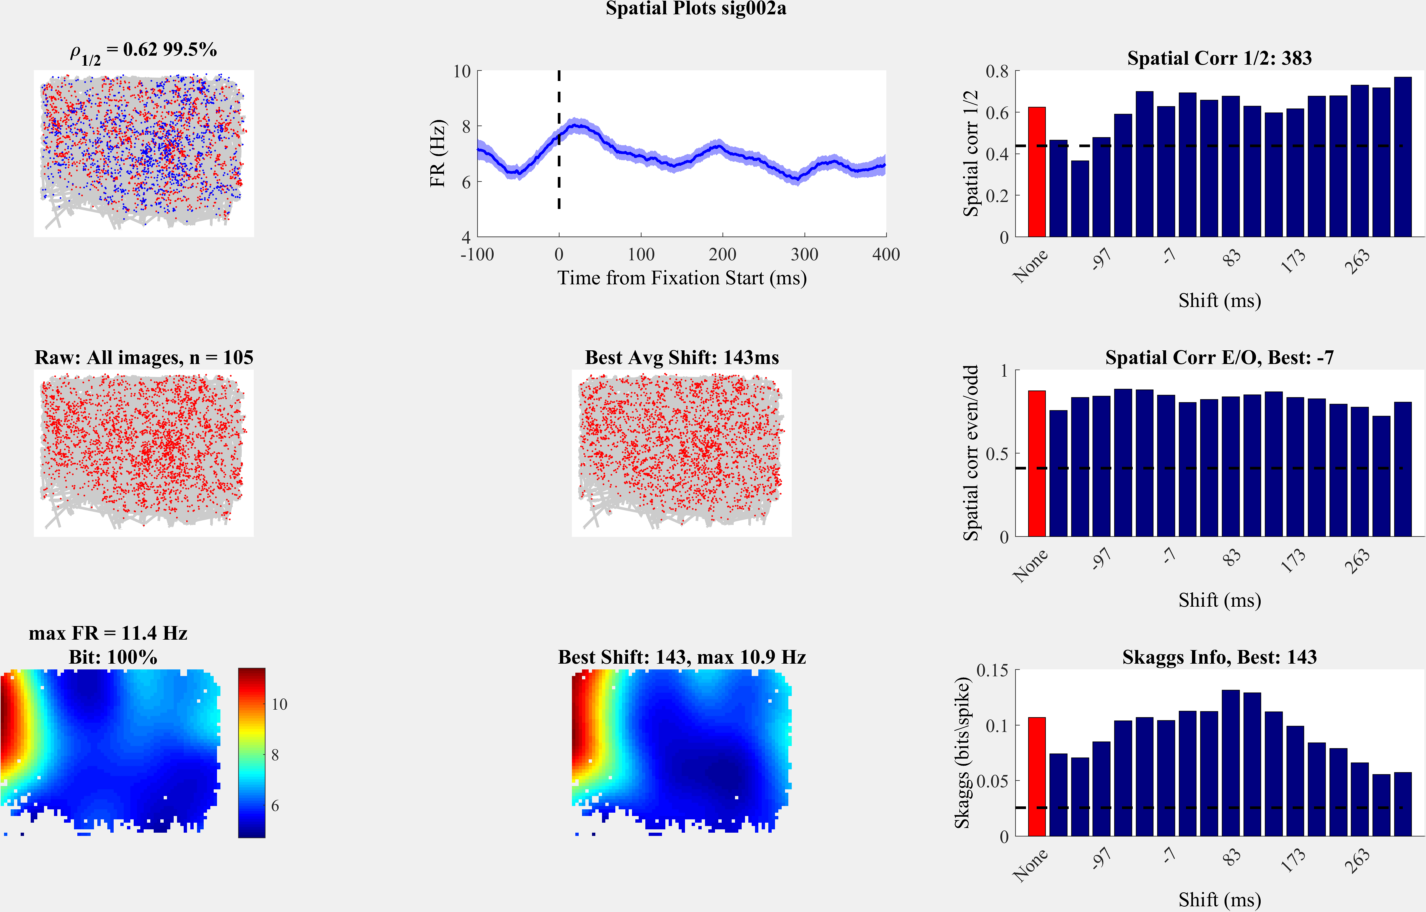 Spatial Plots sig002a
ρ1/2 = 0.62 99.5%
10
8
6
4
FR (Hz)
-100
0
100
200
300
400
Time from Fixation Start (ms)
Spatial Corr 1/2: 383
0.8
0.6
0.4
0.2
0
Spatial corr 1/2
None
-97
-7
83
173
263
Shift (ms)
Raw: All images, n = 105
Best Avg Shift: 143ms
Spatial Corr E/O, Best: -7
1
0.5
0
Spatial corr even/odd
None
-97
-7
83
173
263
Shift (ms)
max FR = 11.4 Hz
Bit: 100%
10
8
6
Best Shift: 143, max 10.9 Hz
Skaggs Info, Best: 143
0.15
0.1
0.05
0
Skaggs (bits\spike)
None
-97
-7
83
173
263
Shift (ms)